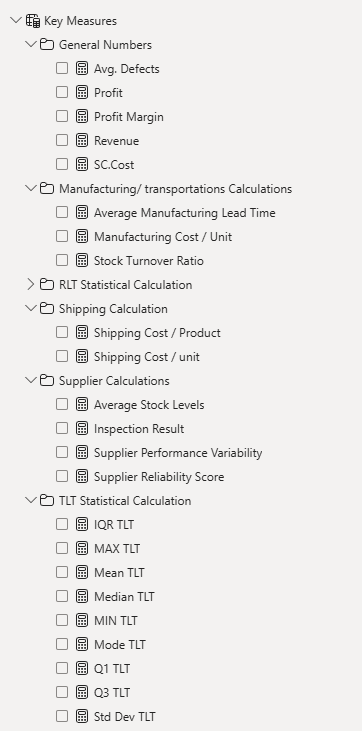 Key Measures
General Numbers
Avg. Defects
Profit
Profit Margin
Revenue
SC.Cost
Manufacturing/ transportations Calculations
Average Manufacturing Lead Time
Manufacturing Cost / Unit
Stock Turnover Ratio
RLT Statistical Calculation
Shipping Calculation
Shipping Cost / Product
Shipping Cost / unit
Supplier Calculations
Average Stock Levels
Inspection Result
Supplier Performance Variability
Supplier Reliability Score
TLT Statistical Calculation
IQR TLT
MAX TLT
Mean TLT
Median TLT
MIN TLT
Mode TLT
Q1 TLT
Q3 TLT
Std Dev TLT